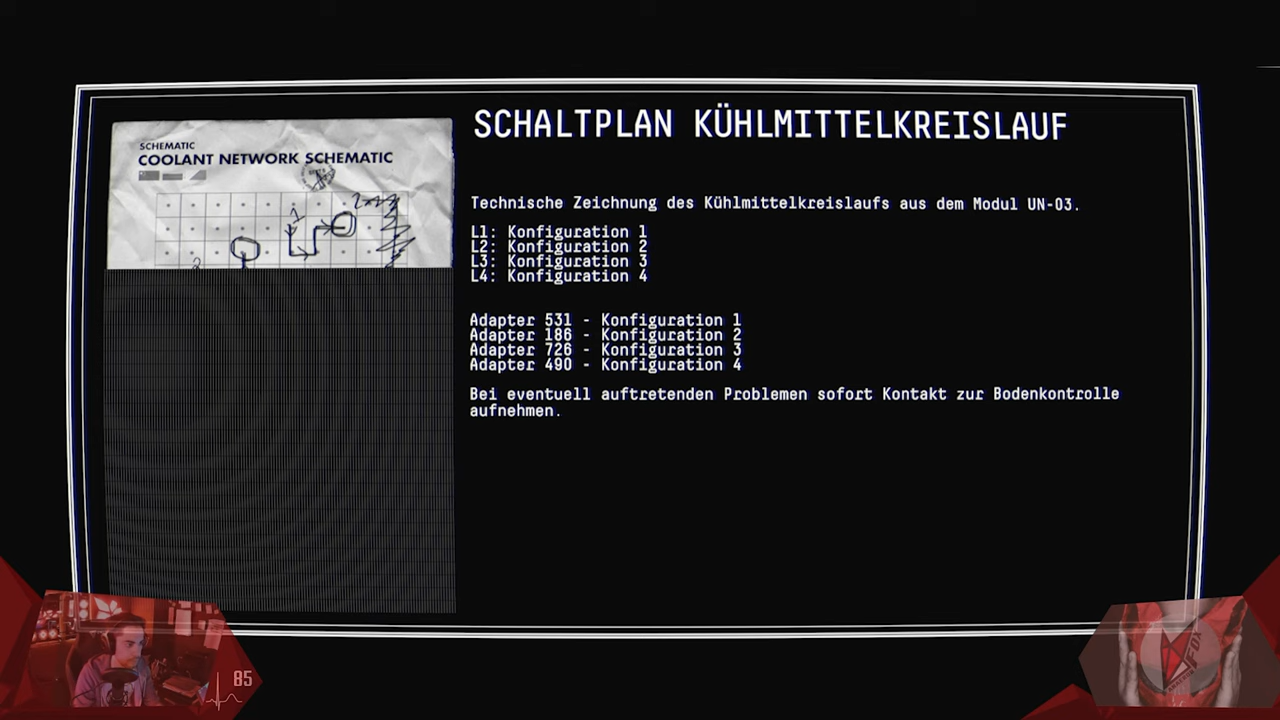 SCHALTPLAN KÜHLMITTELKREISLAUF
SCHEMATIC
COOLANT NETWORK SCHEMATIC
Technische Zeichnung des Kühlmittelkreislaufs aus dem Modul UN-03.
L1: Konfiguration 1
L2: Konfiguration 2
L3: Konfiguration 3
L4: Konfiguration 4
Adapter 531 - Konfiguration 1
Adapter 186 - Konfiguration 2
Adapter 726 - Konfiguration 3
Adapter 490 - Konfiguration 4
Bei eventuell auftretenden Problemen sofort Kontakt zur Bodenkontrolle
aufnehmen.
85
FOX